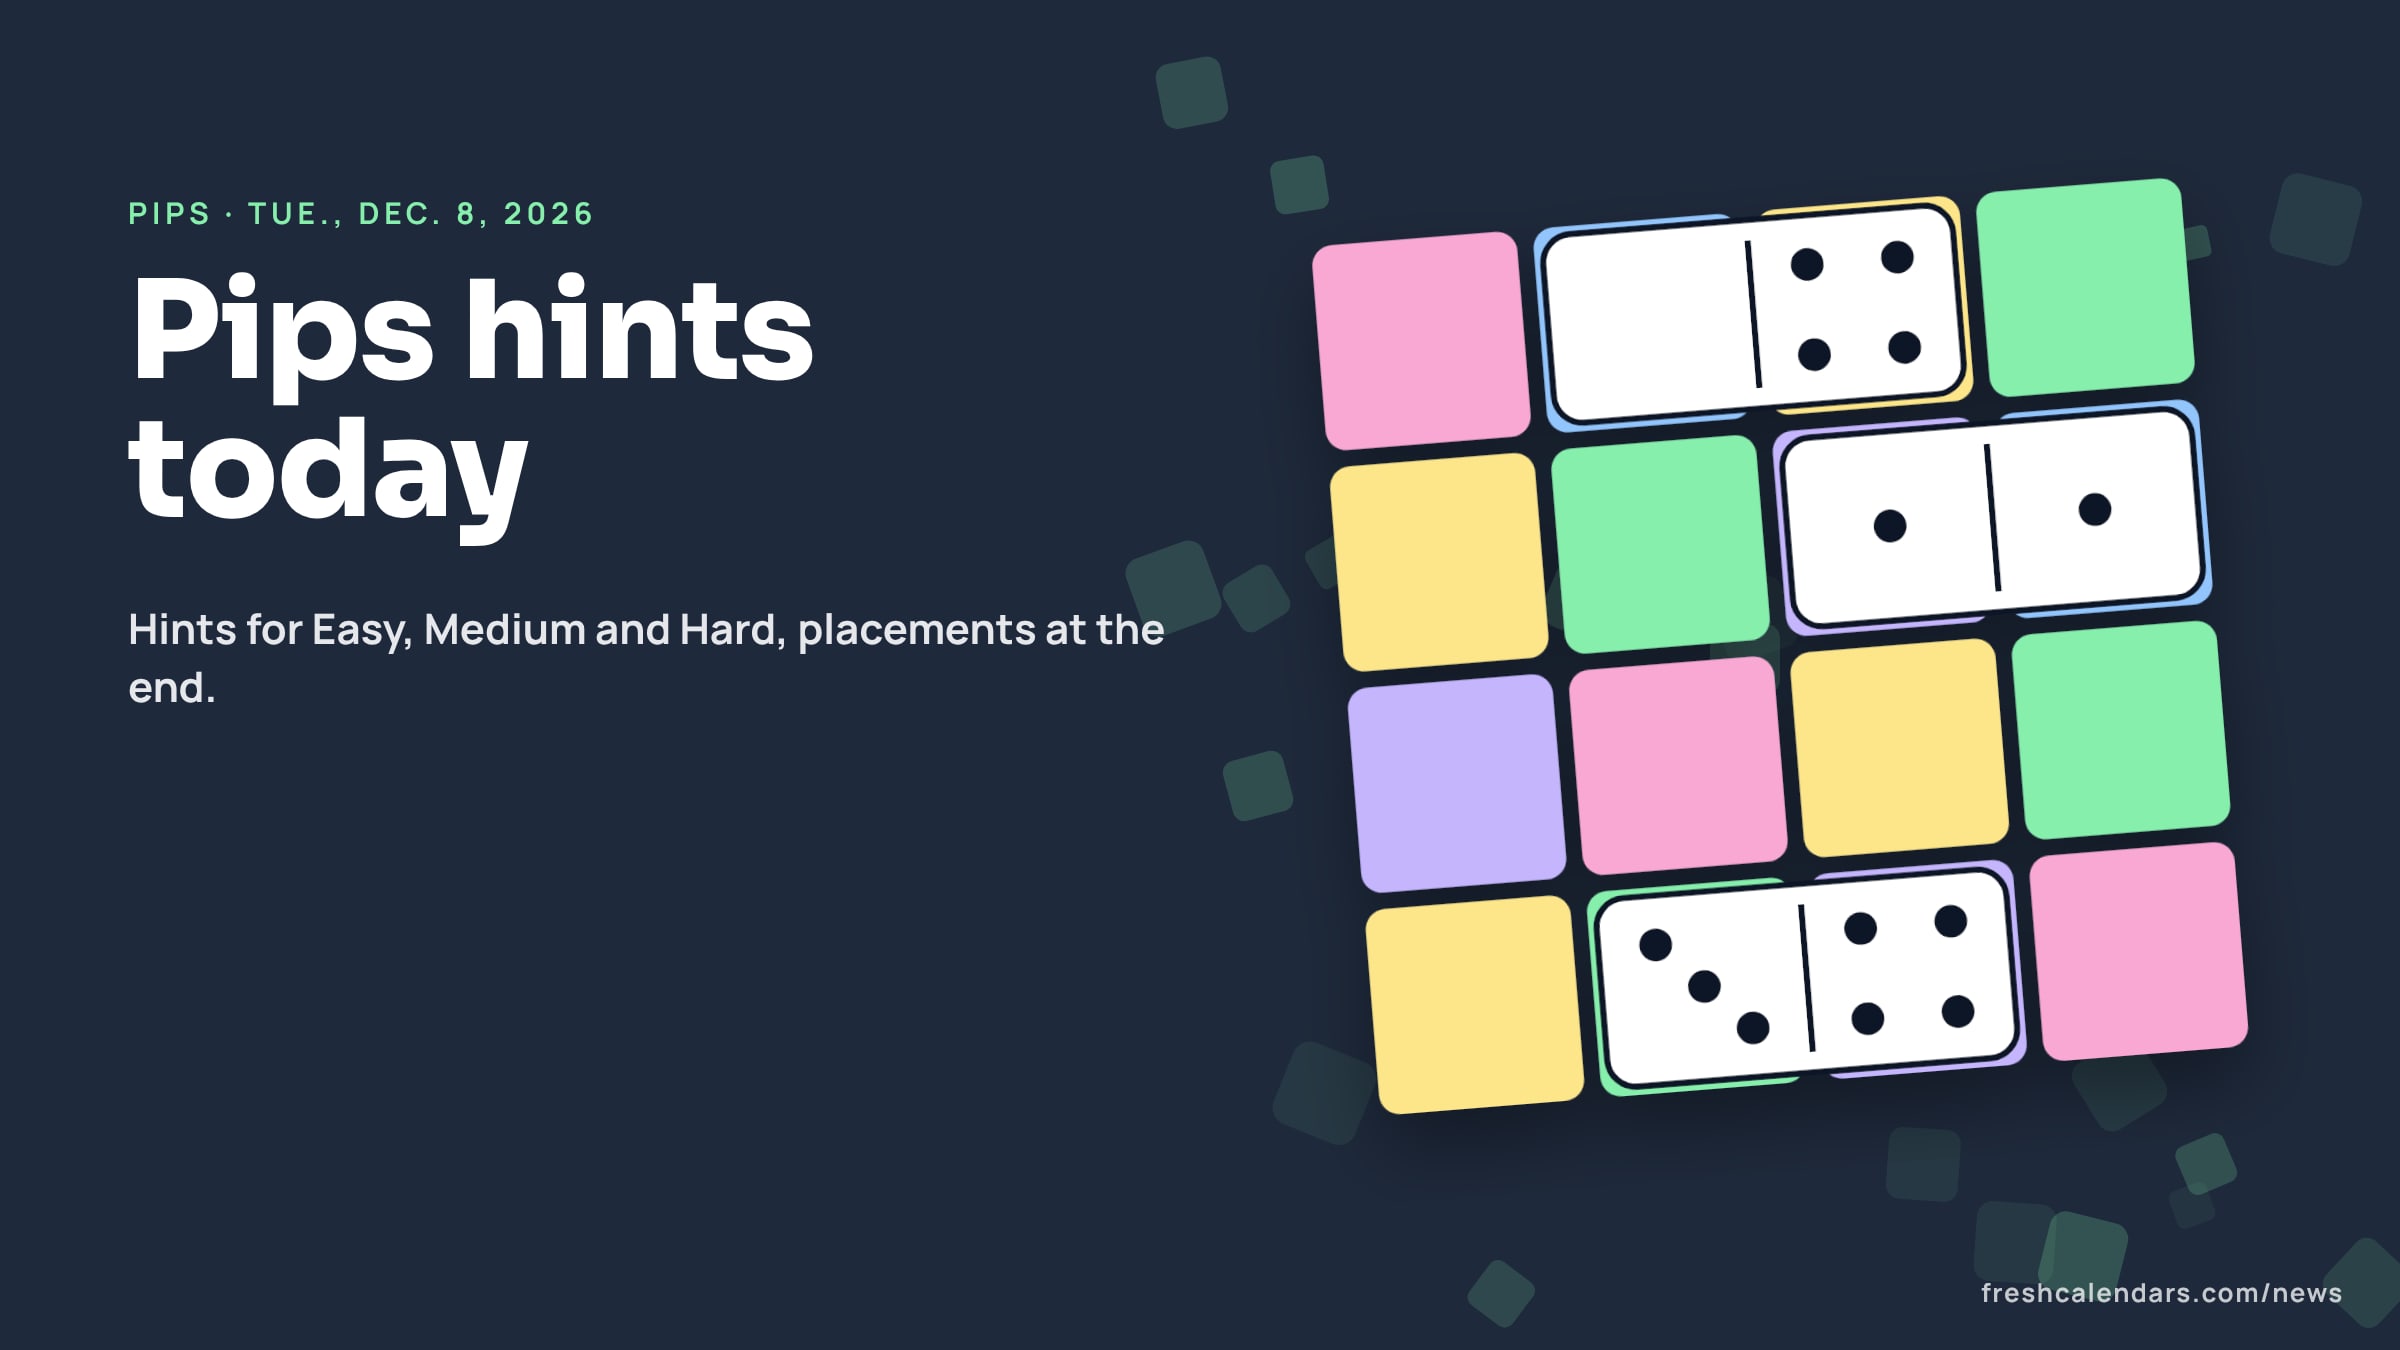 PIPS · TUE., DEC. 8, 2026
Pips hints
today
Hints for Easy, Medium and Hard, placements at the
end.
freshcalendars.com/news